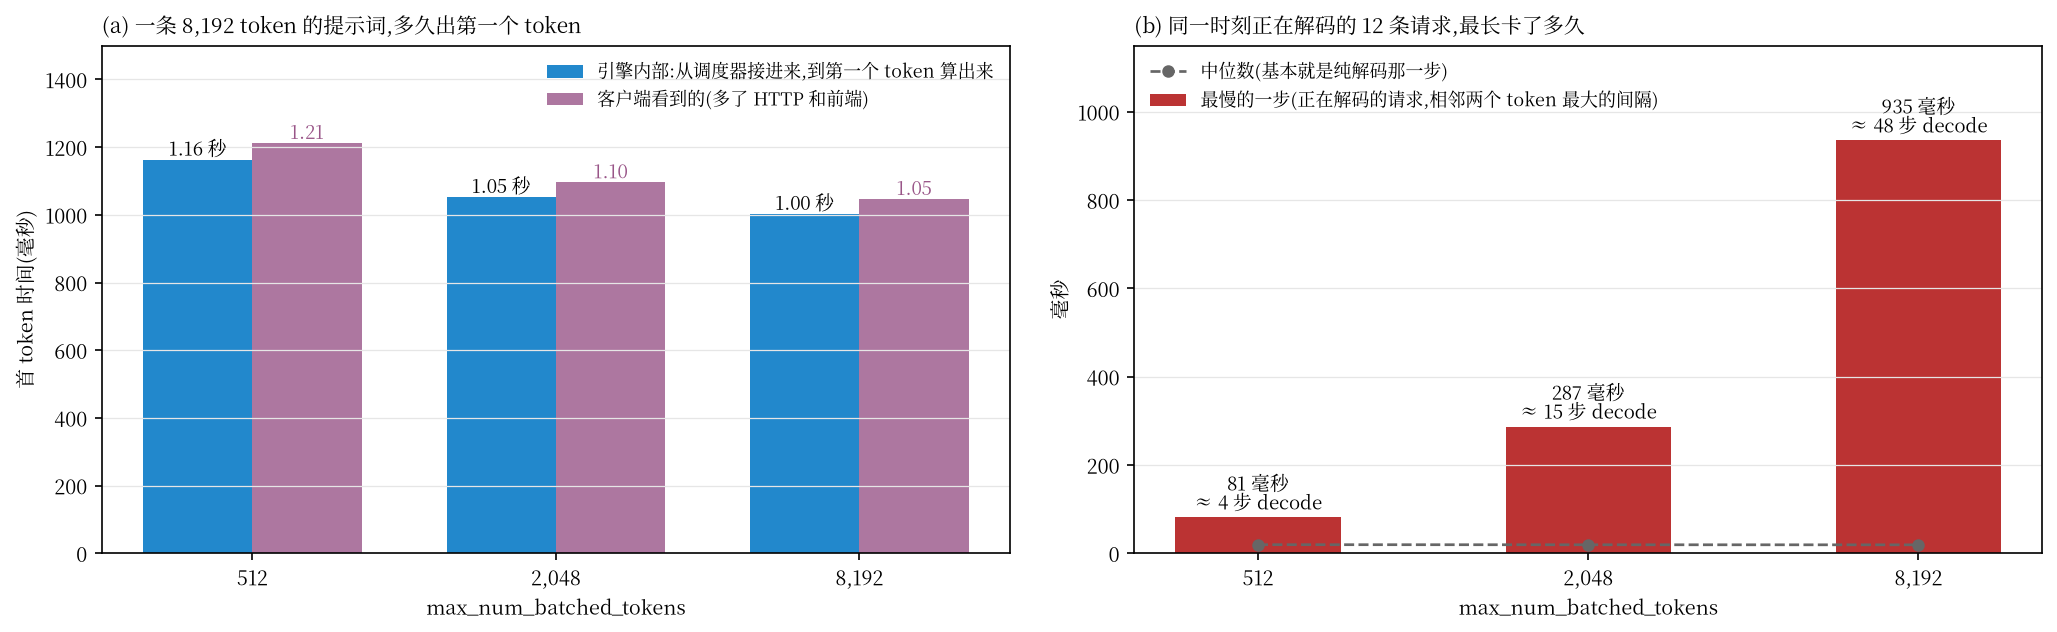 (a) 一条 8,192 token 的提示词,多久出第一个 token
引擎内部:从调度器接进来,到第一个 token 算出来
客户端看到的(多了 HTTP 和前端)
首 token 时间(毫秒)
1400
1200
1000
800
600
400
200
0
1.16 秒
1.21
1.05 秒
1.10
1.00 秒
1.05
512
2,048
8,192
max_num_batched_tokens
(b) 同一时刻正在解码的 12 条请求,最长卡了多久
中位数(基本就是纯解码那一步)
最慢的一步(正在解码的请求,相邻两个 token 最大的间隔)
毫秒
1000
800
600
400
200
0
81 毫秒
≈ 4 步 decode
287 毫秒
≈ 15 步 decode
935 毫秒
≈ 48 步 decode
512
2,048
8,192
max_num_batched_tokens